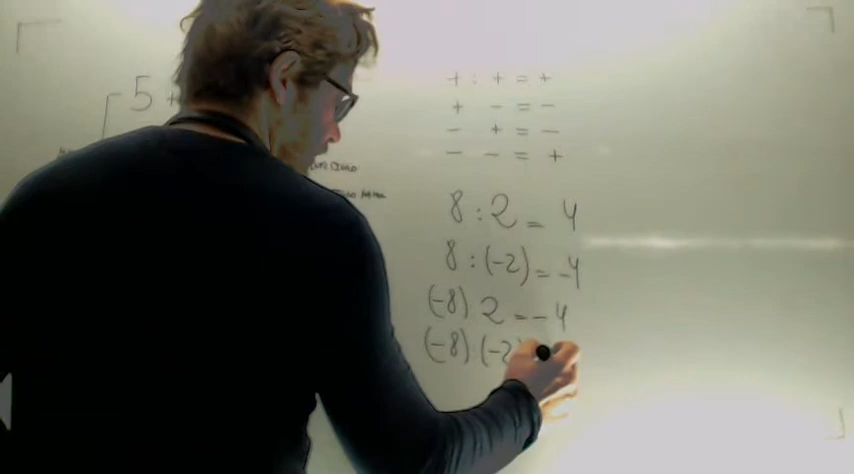 5 +
+ : + = +
+ - = -
- + = -
- - = +
8 : 2 = 4
8 : (-2) = -4
(-8) 2 = -4
(-8) (-2)